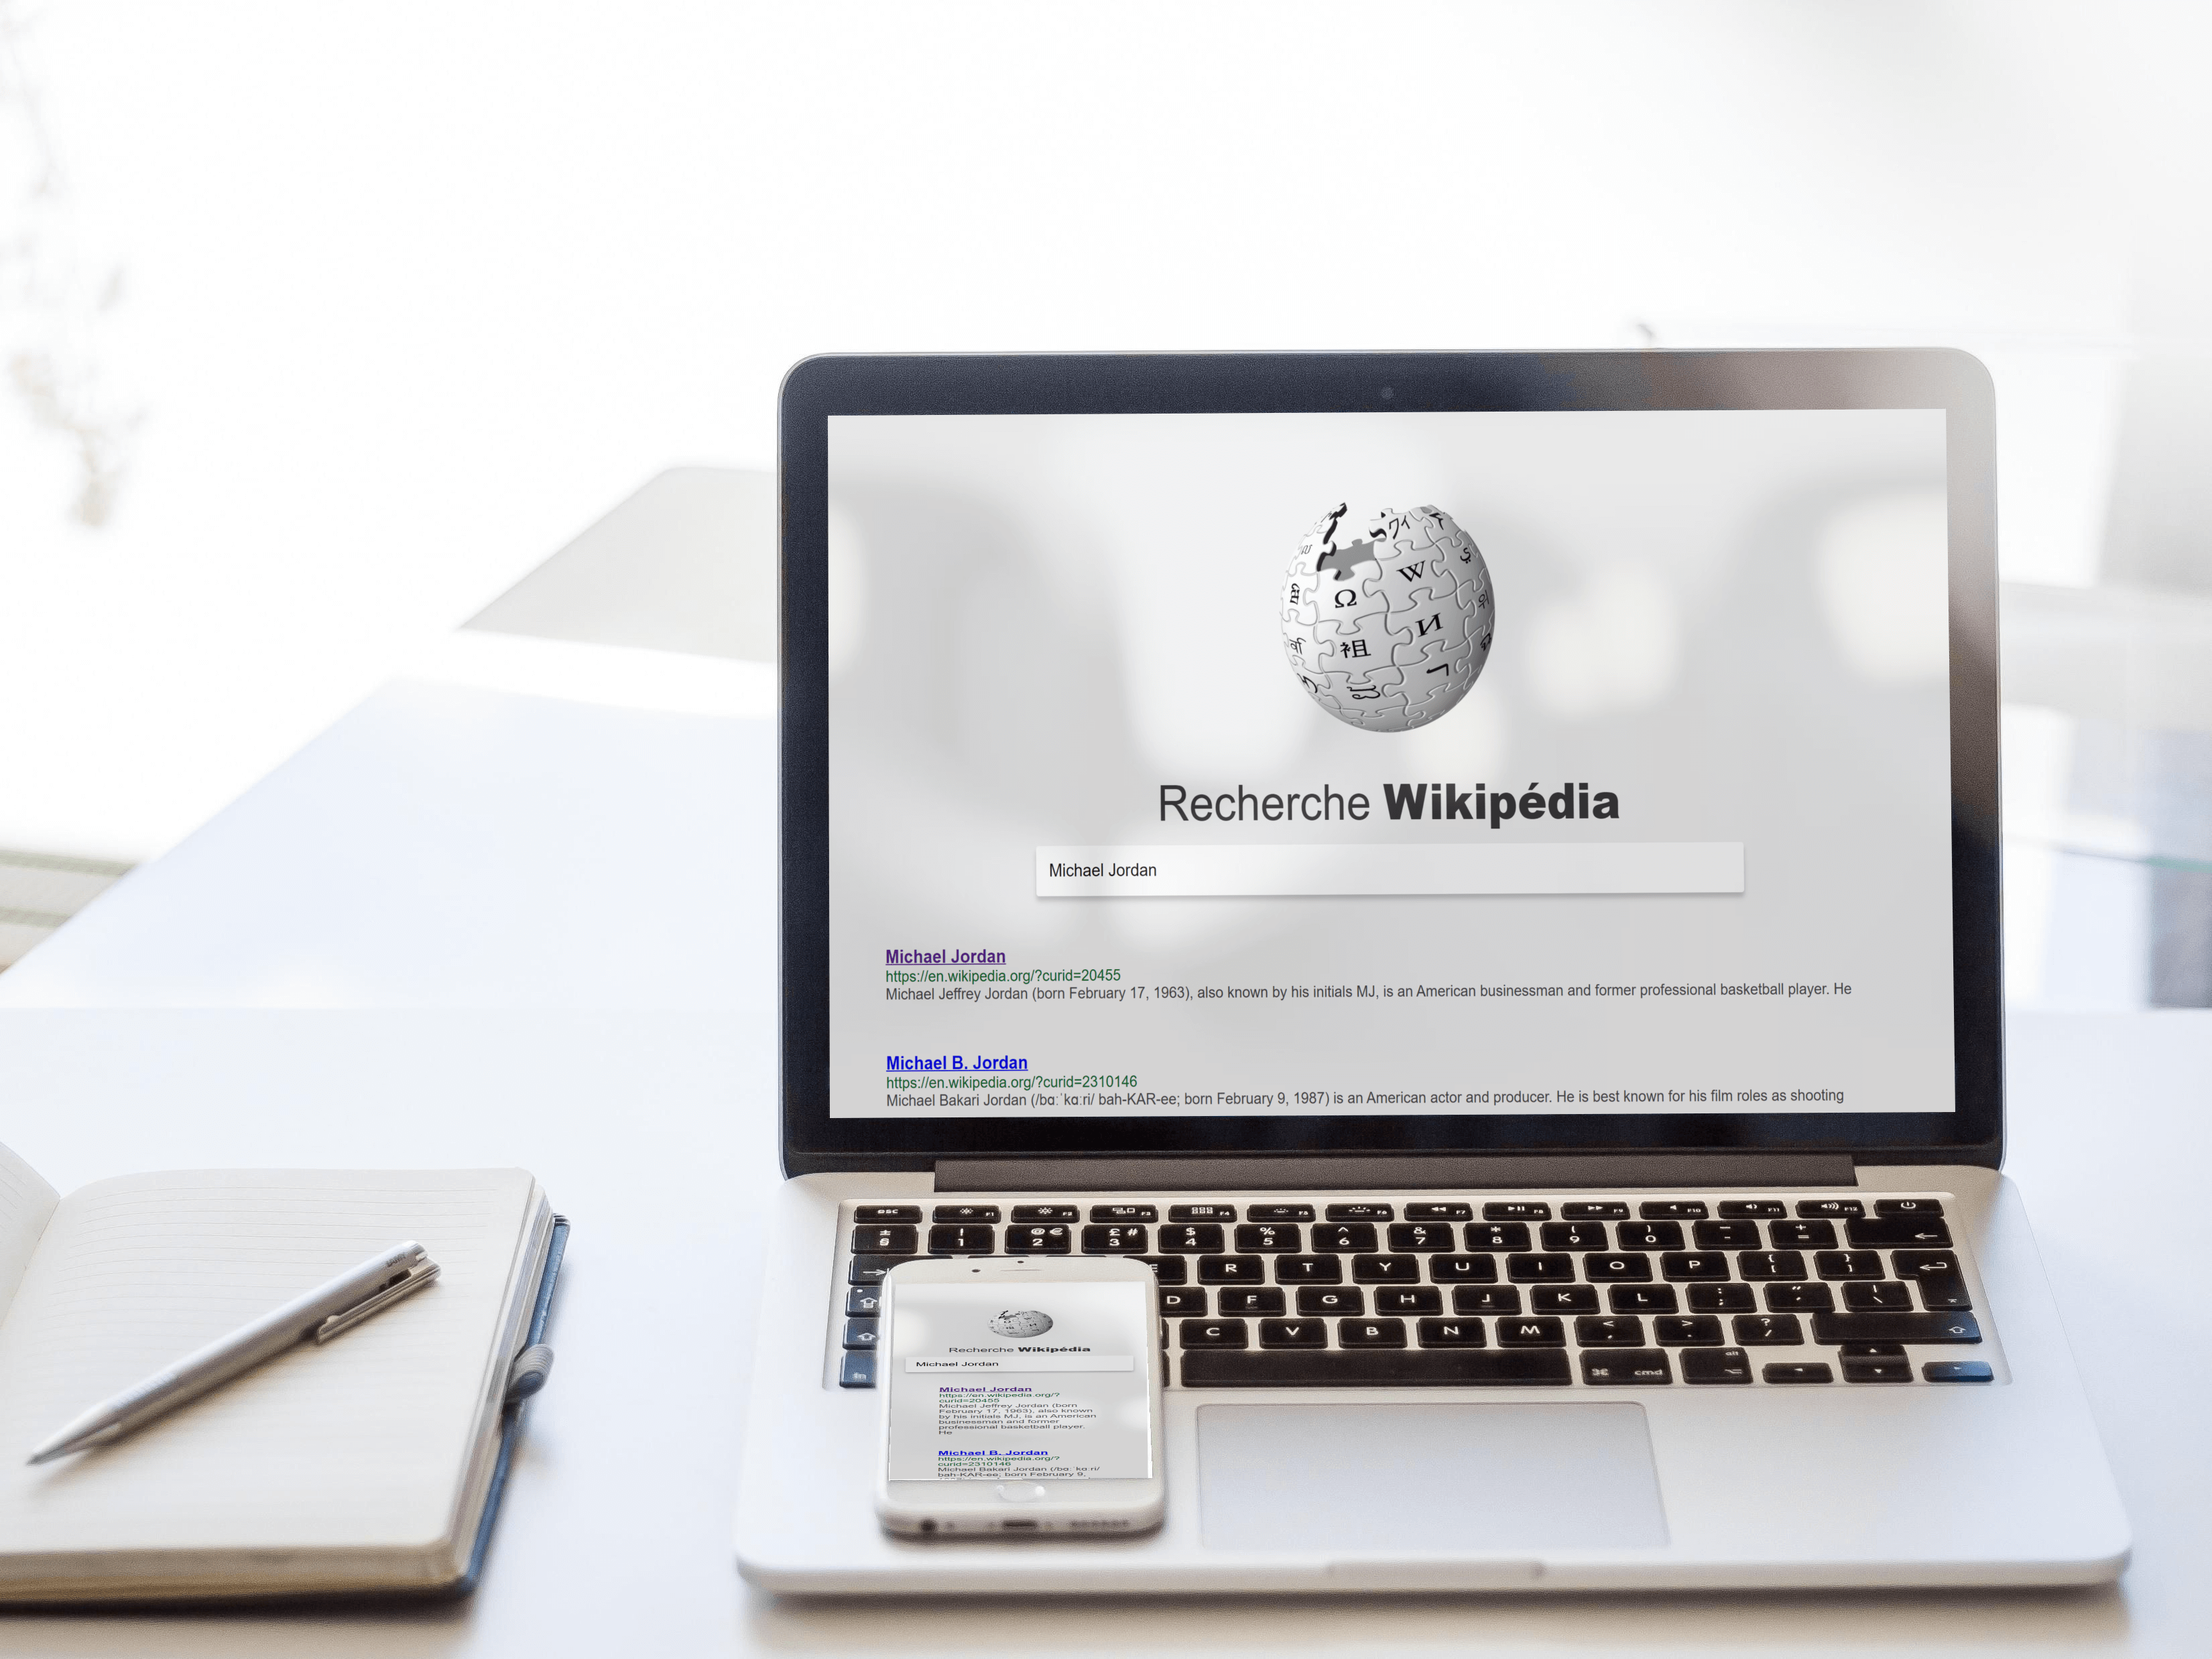 Recherche Wikipédia
Michael Jordan
Michael Jordan
https://en.wikipedia.org/?curid=20455
Michael Jeffrey Jordan (born February 17, 1963), also known by his initials MJ, is an American businessman and former professional basketball player. He
Michael B. Jordan
https://en.wikipedia.org/?curid=2310146
Michael Bakari Jordan (/bɑːˈkɑːri/ bah-KAR-ee; born February 9, 1987) is an American actor and producer. He is best known for his film roles as shooting
esc F1 F2 F3 F4 F5 F6 F7 F8 F9 F10 F11 F12
± § ! 1 @ € 2 £ # 3 $ 4 % 5 ^ 6 & 7 * 8 ( 9 ) 0 _ - + =
E R T Y U I O P { [ } ]
D F G H J K L : ; " ' | \
C V B N M < , > . ? /
fn ⌘ cmd alt
Recherche Wikipédia
Michael Jordan
Michael Jordan
https://en.wikipedia.org/?
curid=20455
Michael Jeffrey Jordan (born
February 17, 1963), also known
by his initials MJ, is an American
businessman and former
professional basketball player.
He
Michael B. Jordan
https://en.wikipedia.org/?
curid=2310146
Michael Bakari Jordan (/bɑːˈkɑːri/
bah-KAR-ee; born February 9,